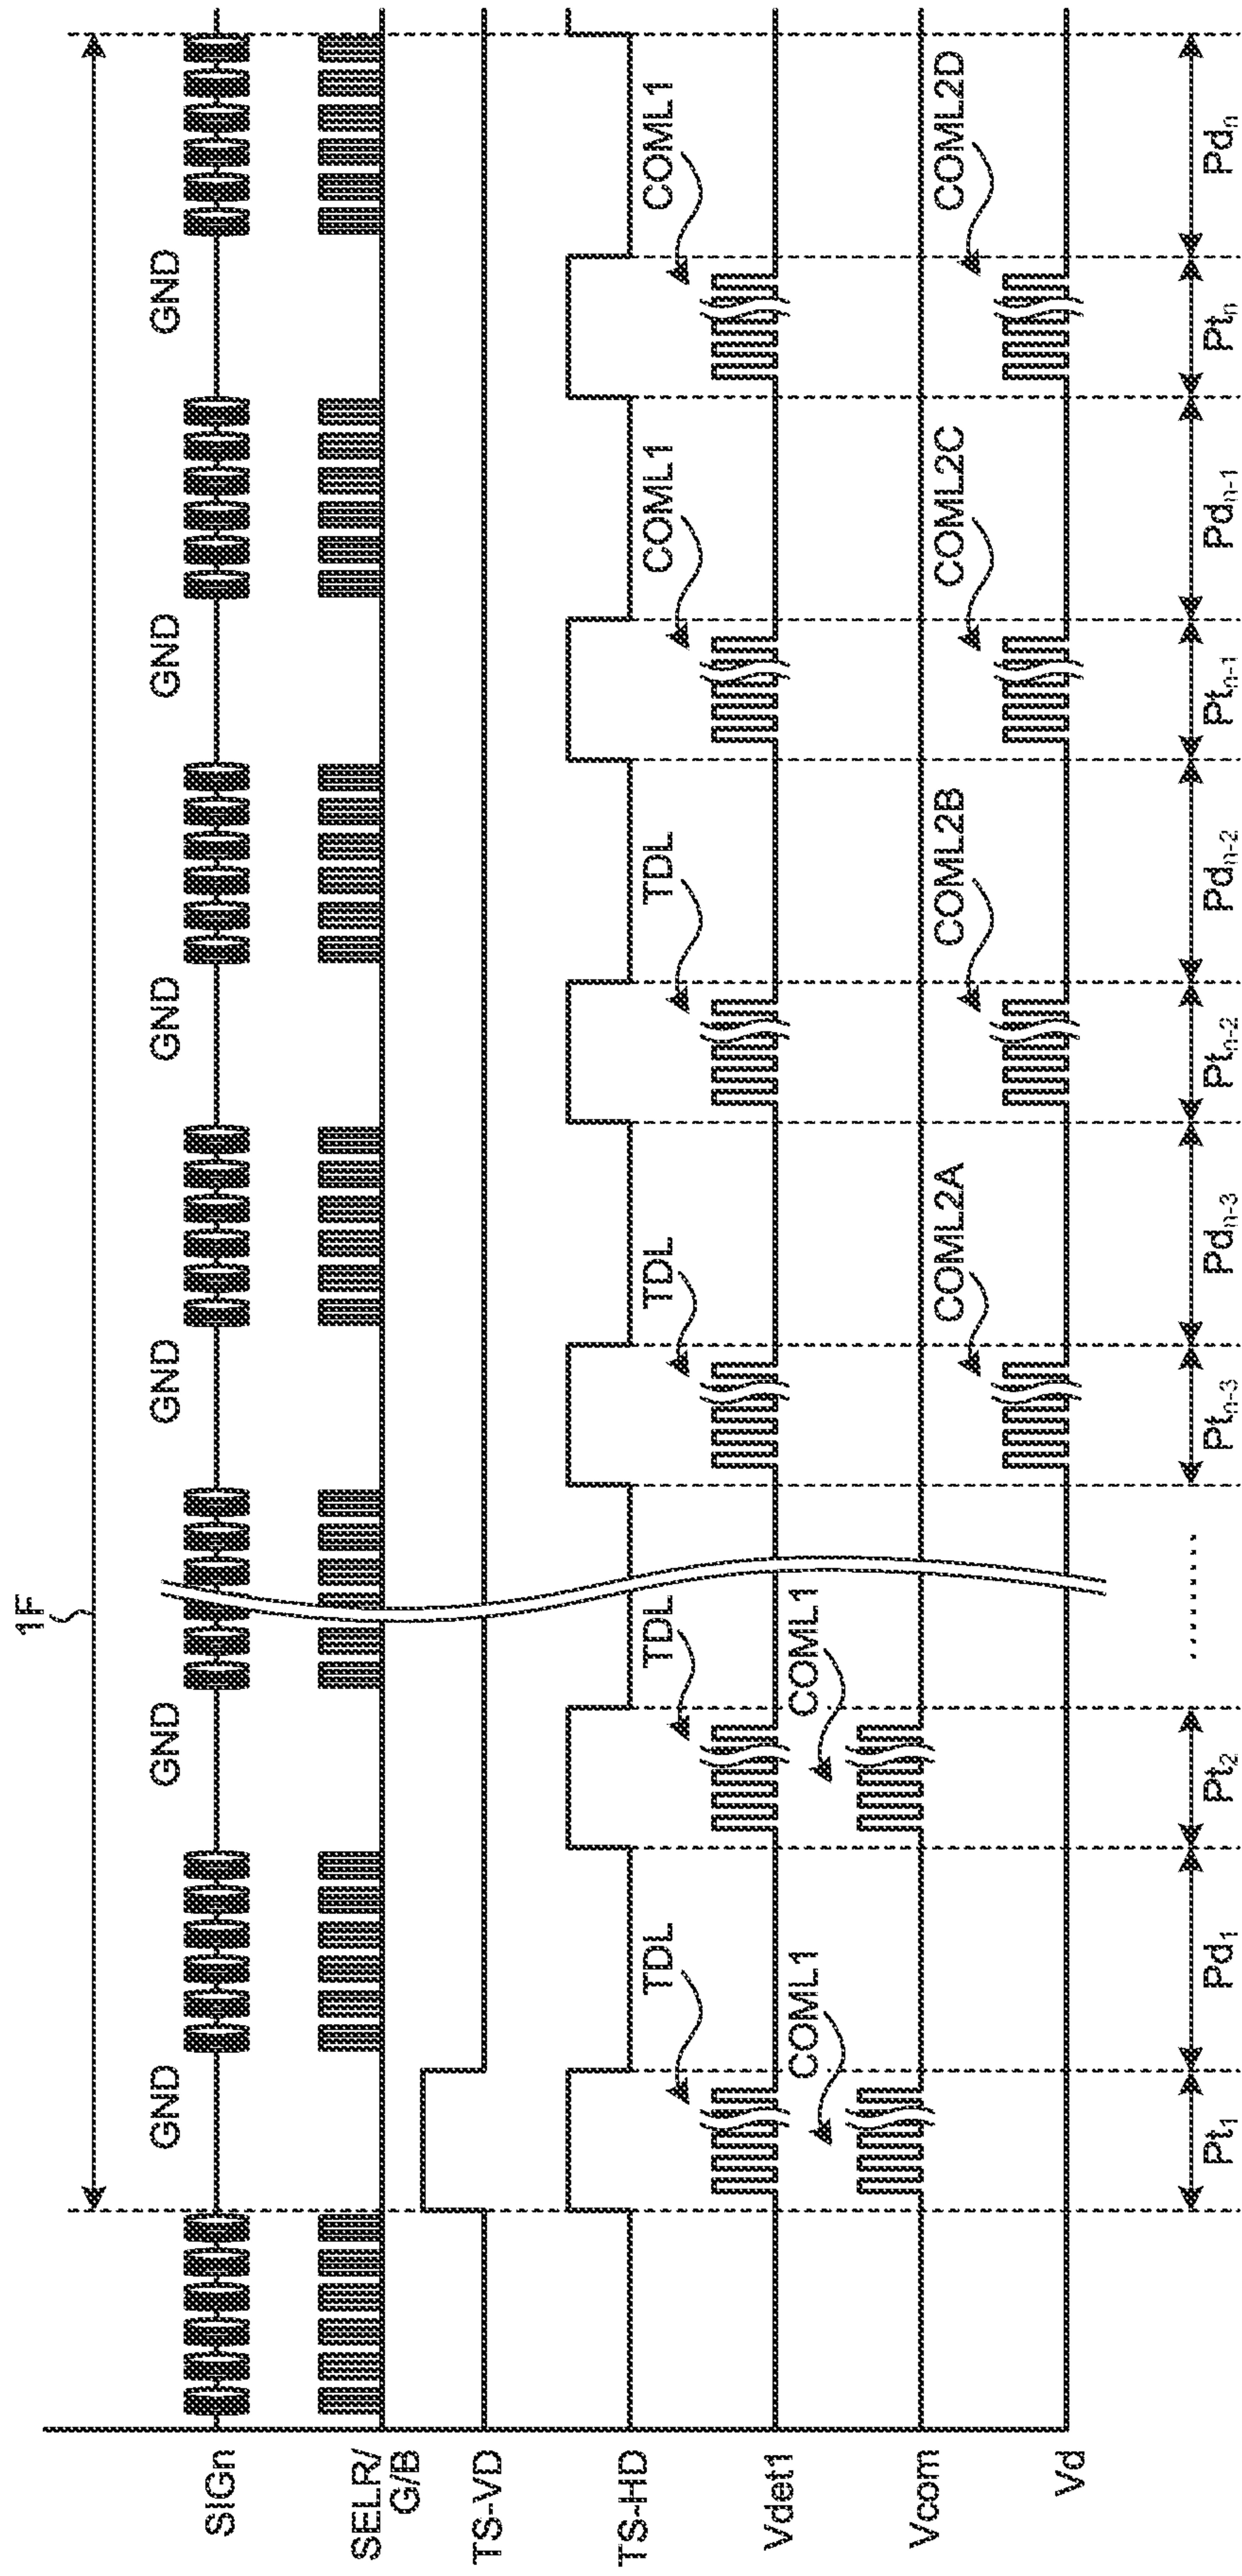 1F
GND GND GND GND GND GND
SIGn
SELR/
G/B
TS-VD
TS-HD
TDL TDL TDL TDL COML1 COML1
Vdet1
COML1 COML1
Vcom
COML2A COML2B COML2C COML2D
Vd
Pt1 Pd1 Pt2 ........ Ptn-3 Pdn-3 Ptn-2 Pdn-2 Ptn-1 Pdn-1 Ptn Pdn